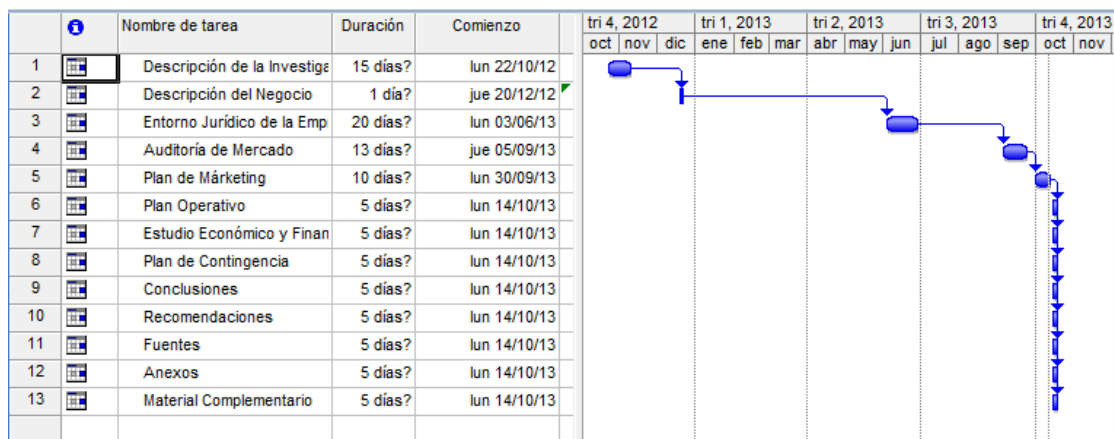 tri 4, 2012 tri 1, 2013 tri 2, 2013 tri 3, 2013 tri 4, 2013
Nombre de tarea Duración Comienzo
oct nov dic ene feb mar abr may jun jul ago sep oct nov
1 Descripción de la Investiga 15 días? lun 22/10/12
2 Descripción del Negocio 1 día? jue 20/12/12
3 Entorno Jurídico de la Emp 20 días? lun 03/06/13
4 Auditoría de Mercado 13 días? jue 05/09/13
5 Plan de Márketing 10 días? lun 30/09/13
6 Plan Operativo 5 días? lun 14/10/13
7 Estudio Económico y Finan 5 días? lun 14/10/13
8 Plan de Contingencia 5 días? lun 14/10/13
9 Conclusiones 5 días? lun 14/10/13
10 Recomendaciones 5 días? lun 14/10/13
11 Fuentes 5 días? lun 14/10/13
12 Anexos 5 días? lun 14/10/13
13 Material Complementario 5 días? lun 14/10/13